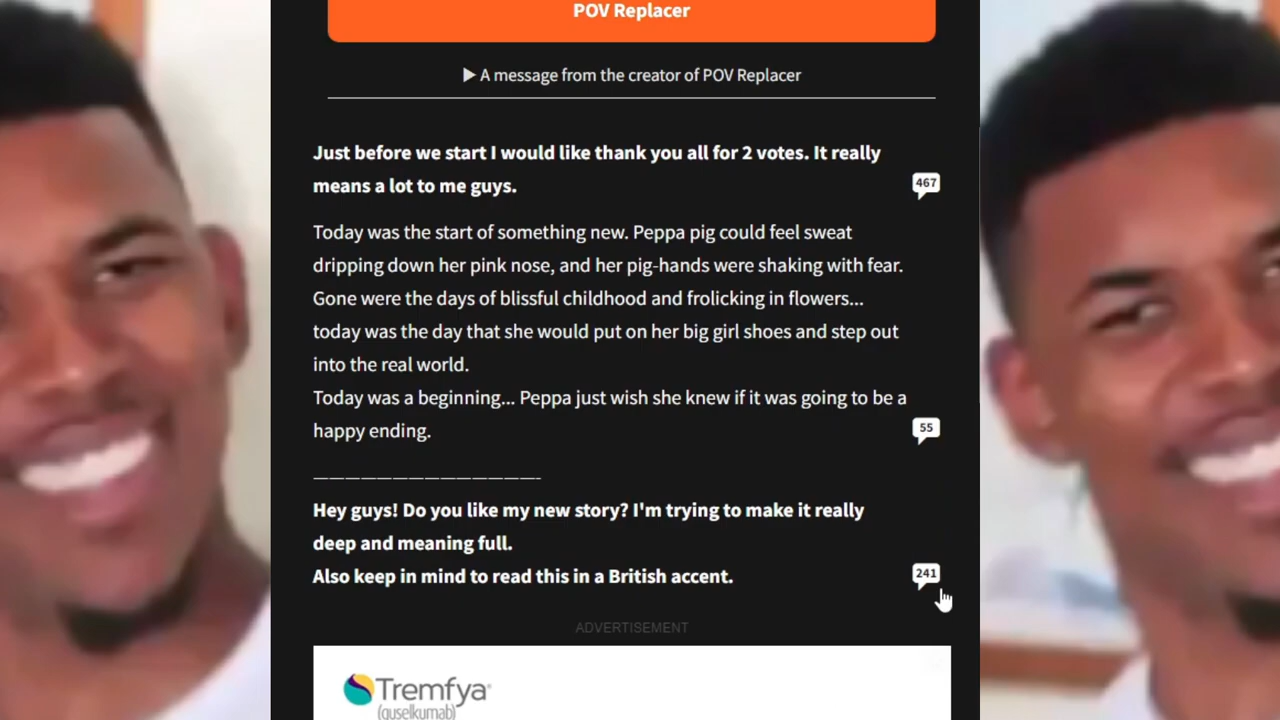 POV Replacer
▶ A message from the creator of POV Replacer
Just before we start I would like thank you all for 2 votes. It really
means a lot to me guys.
467
Today was the start of something new. Peppa pig could feel sweat
dripping down her pink nose, and her pig-hands were shaking with fear.
Gone were the days of blissful childhood and frolicking in flowers...
today was the day that she would put on her big girl shoes and step out
into the real world.
Today was a beginning... Peppa just wish she knew if it was going to be a
happy ending.
55
————————————————-
Hey guys! Do you like my new story? I'm trying to make it really
deep and meaning full.
Also keep in mind to read this in a British accent.
241
ADVERTISEMENT
Tremfya®
(guselkumab)